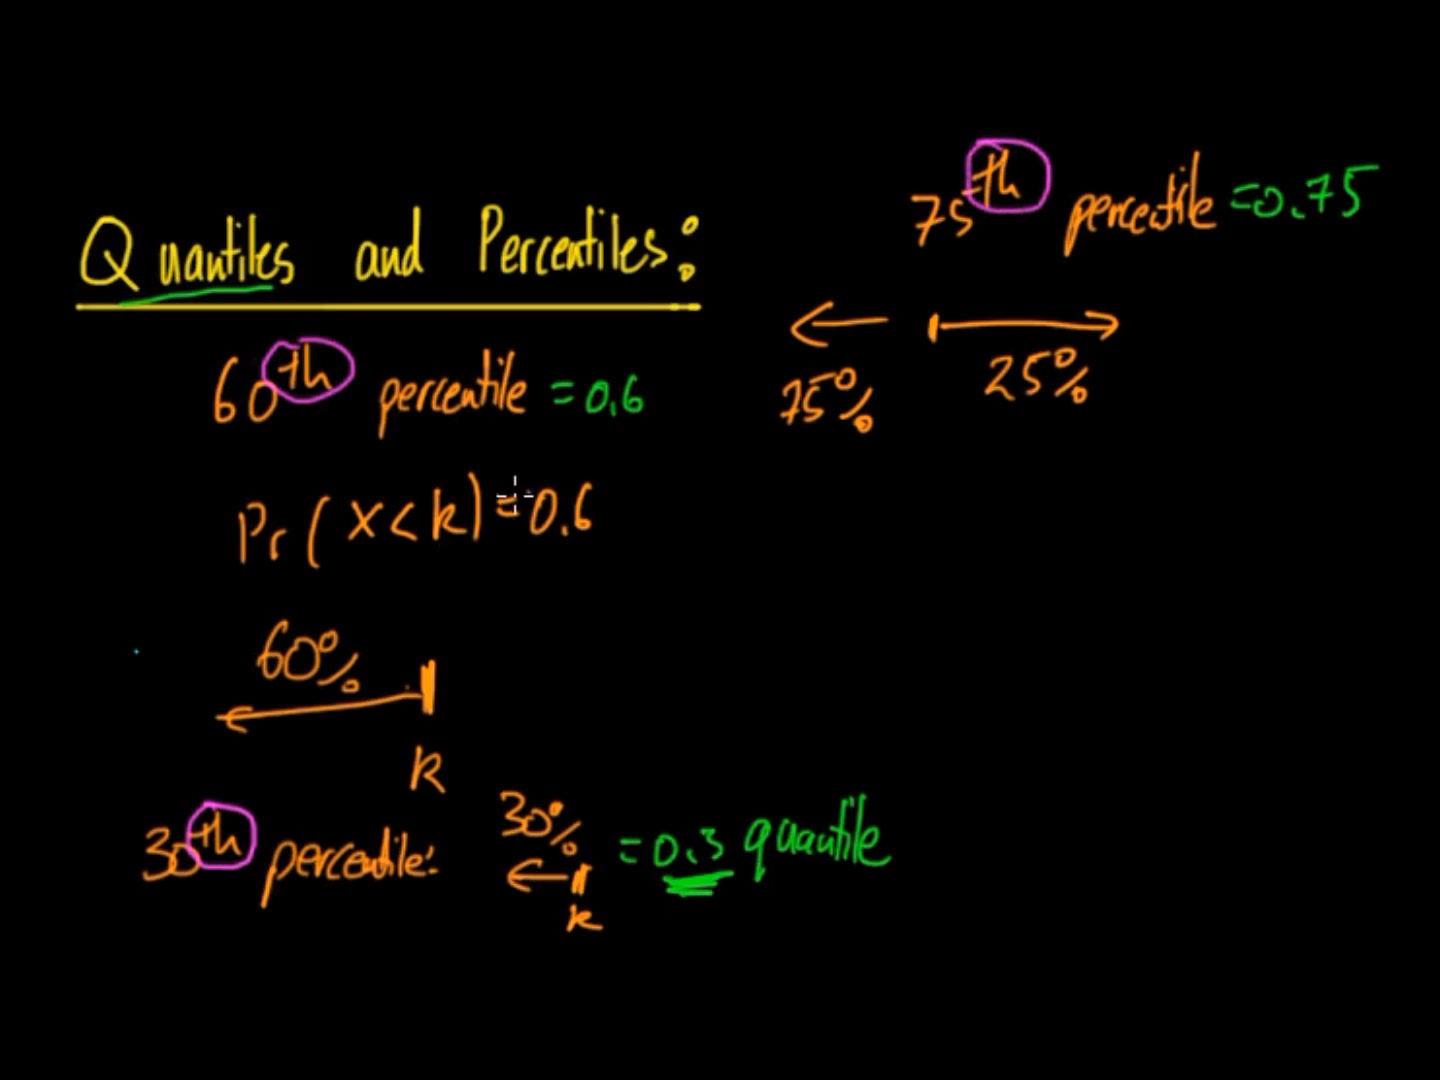 Quantiles and Percentiles:
60th percentile = 0.6
Pr(X<k)=0.6
60%
k
30th percentile:
30%
k
= 0.3 quantile
75th percentile =0.75
75%
25%